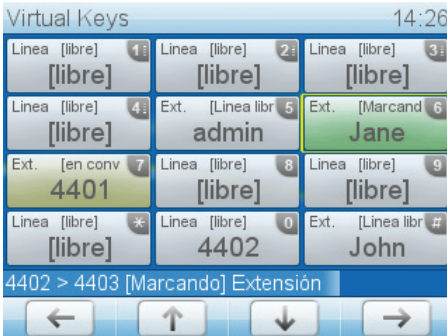 Virtual Keys 14:26
Linea [libre] 1 Linea [libre] 2 Linea [libre] 3
[libre] [libre] [libre]
Linea [libre] 4 Ext. [Linea libr 5 Ext. [Marcand 6
[libre] admin Jane
Ext. [en conv 7 Linea [libre] 8 Linea [libre] 9
4401 [libre] [libre]
Linea [libre] * Linea [libre] 0 Ext. [Linea libr #
[libre] 4402 John
4402 > 4403 [Marcando] Extensión